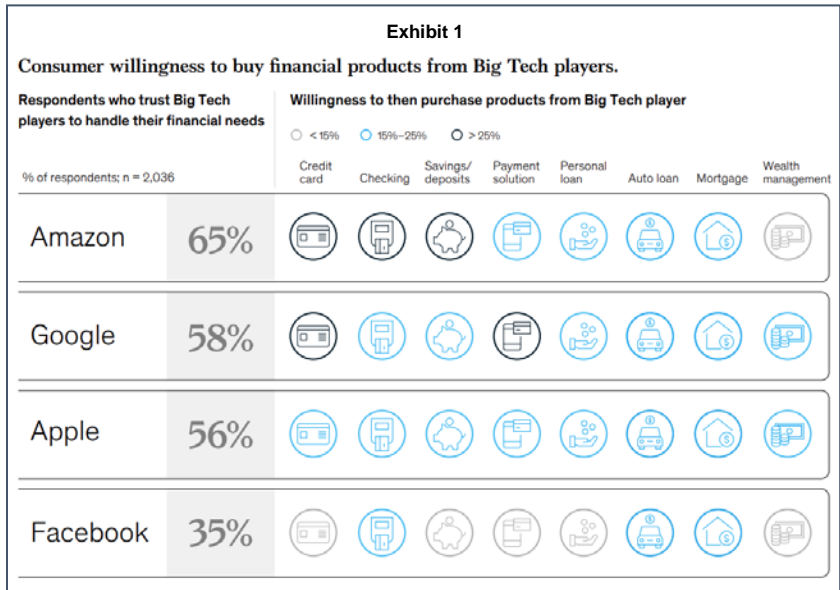 Exhibit 1
Consumer willingness to buy financial products from Big Tech players.
Respondents who trust Big Tech
players to handle their financial needs
% of respondents; n = 2,036
Willingness to then purchase products from Big Tech player
<15% 15%–25% >25%
Credit
card
Checking
Savings/
deposits
Payment
solution
Personal
loan
Auto loan
Mortgage
Wealth
management
Amazon 65%
Google 58%
Apple 56%
Facebook 35%